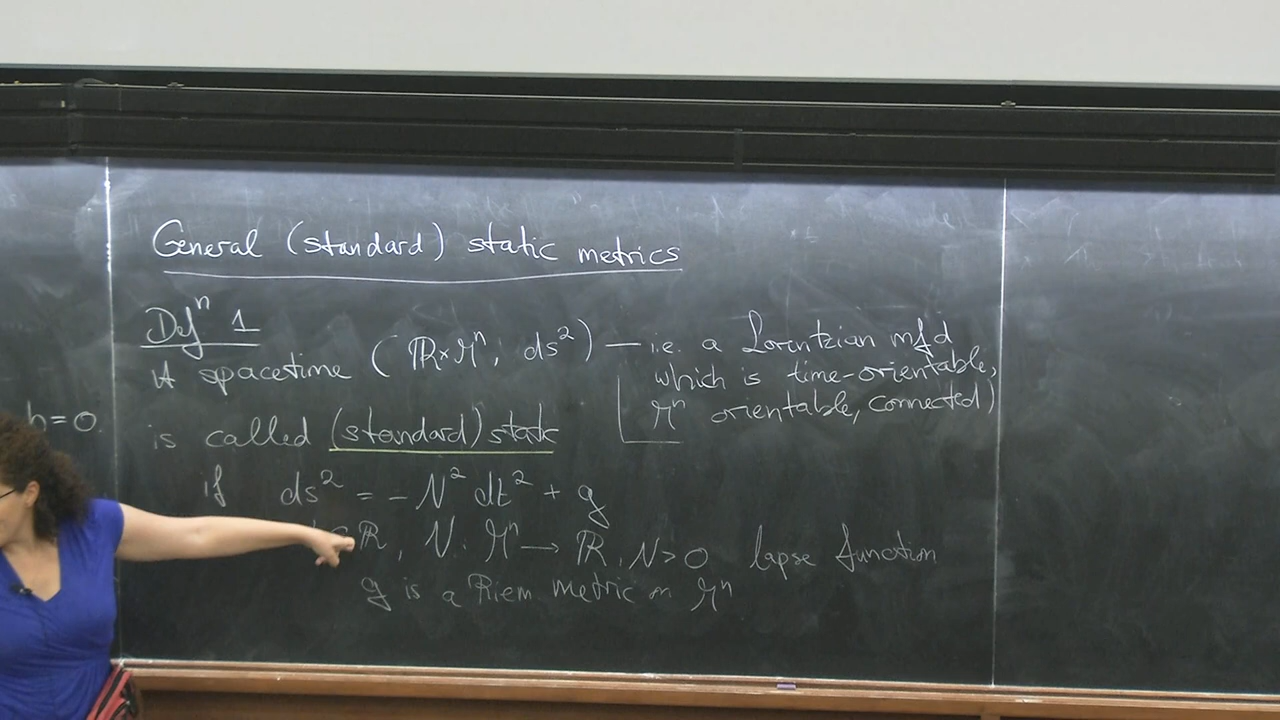 General (standard) static metrics
Defⁿ 1
A spacetime (ℝ×Mⁿ, ds²) — i.e. a Lorentzian mfd
which is time-orientable,
Mⁿ orientable, connected)
h=0.
is called (standard) static
if ds² = - N² dt² + g
∈ℝ, N: Mⁿ → ℝ, N>0 lapse function
g is a Riem metric on Mⁿ